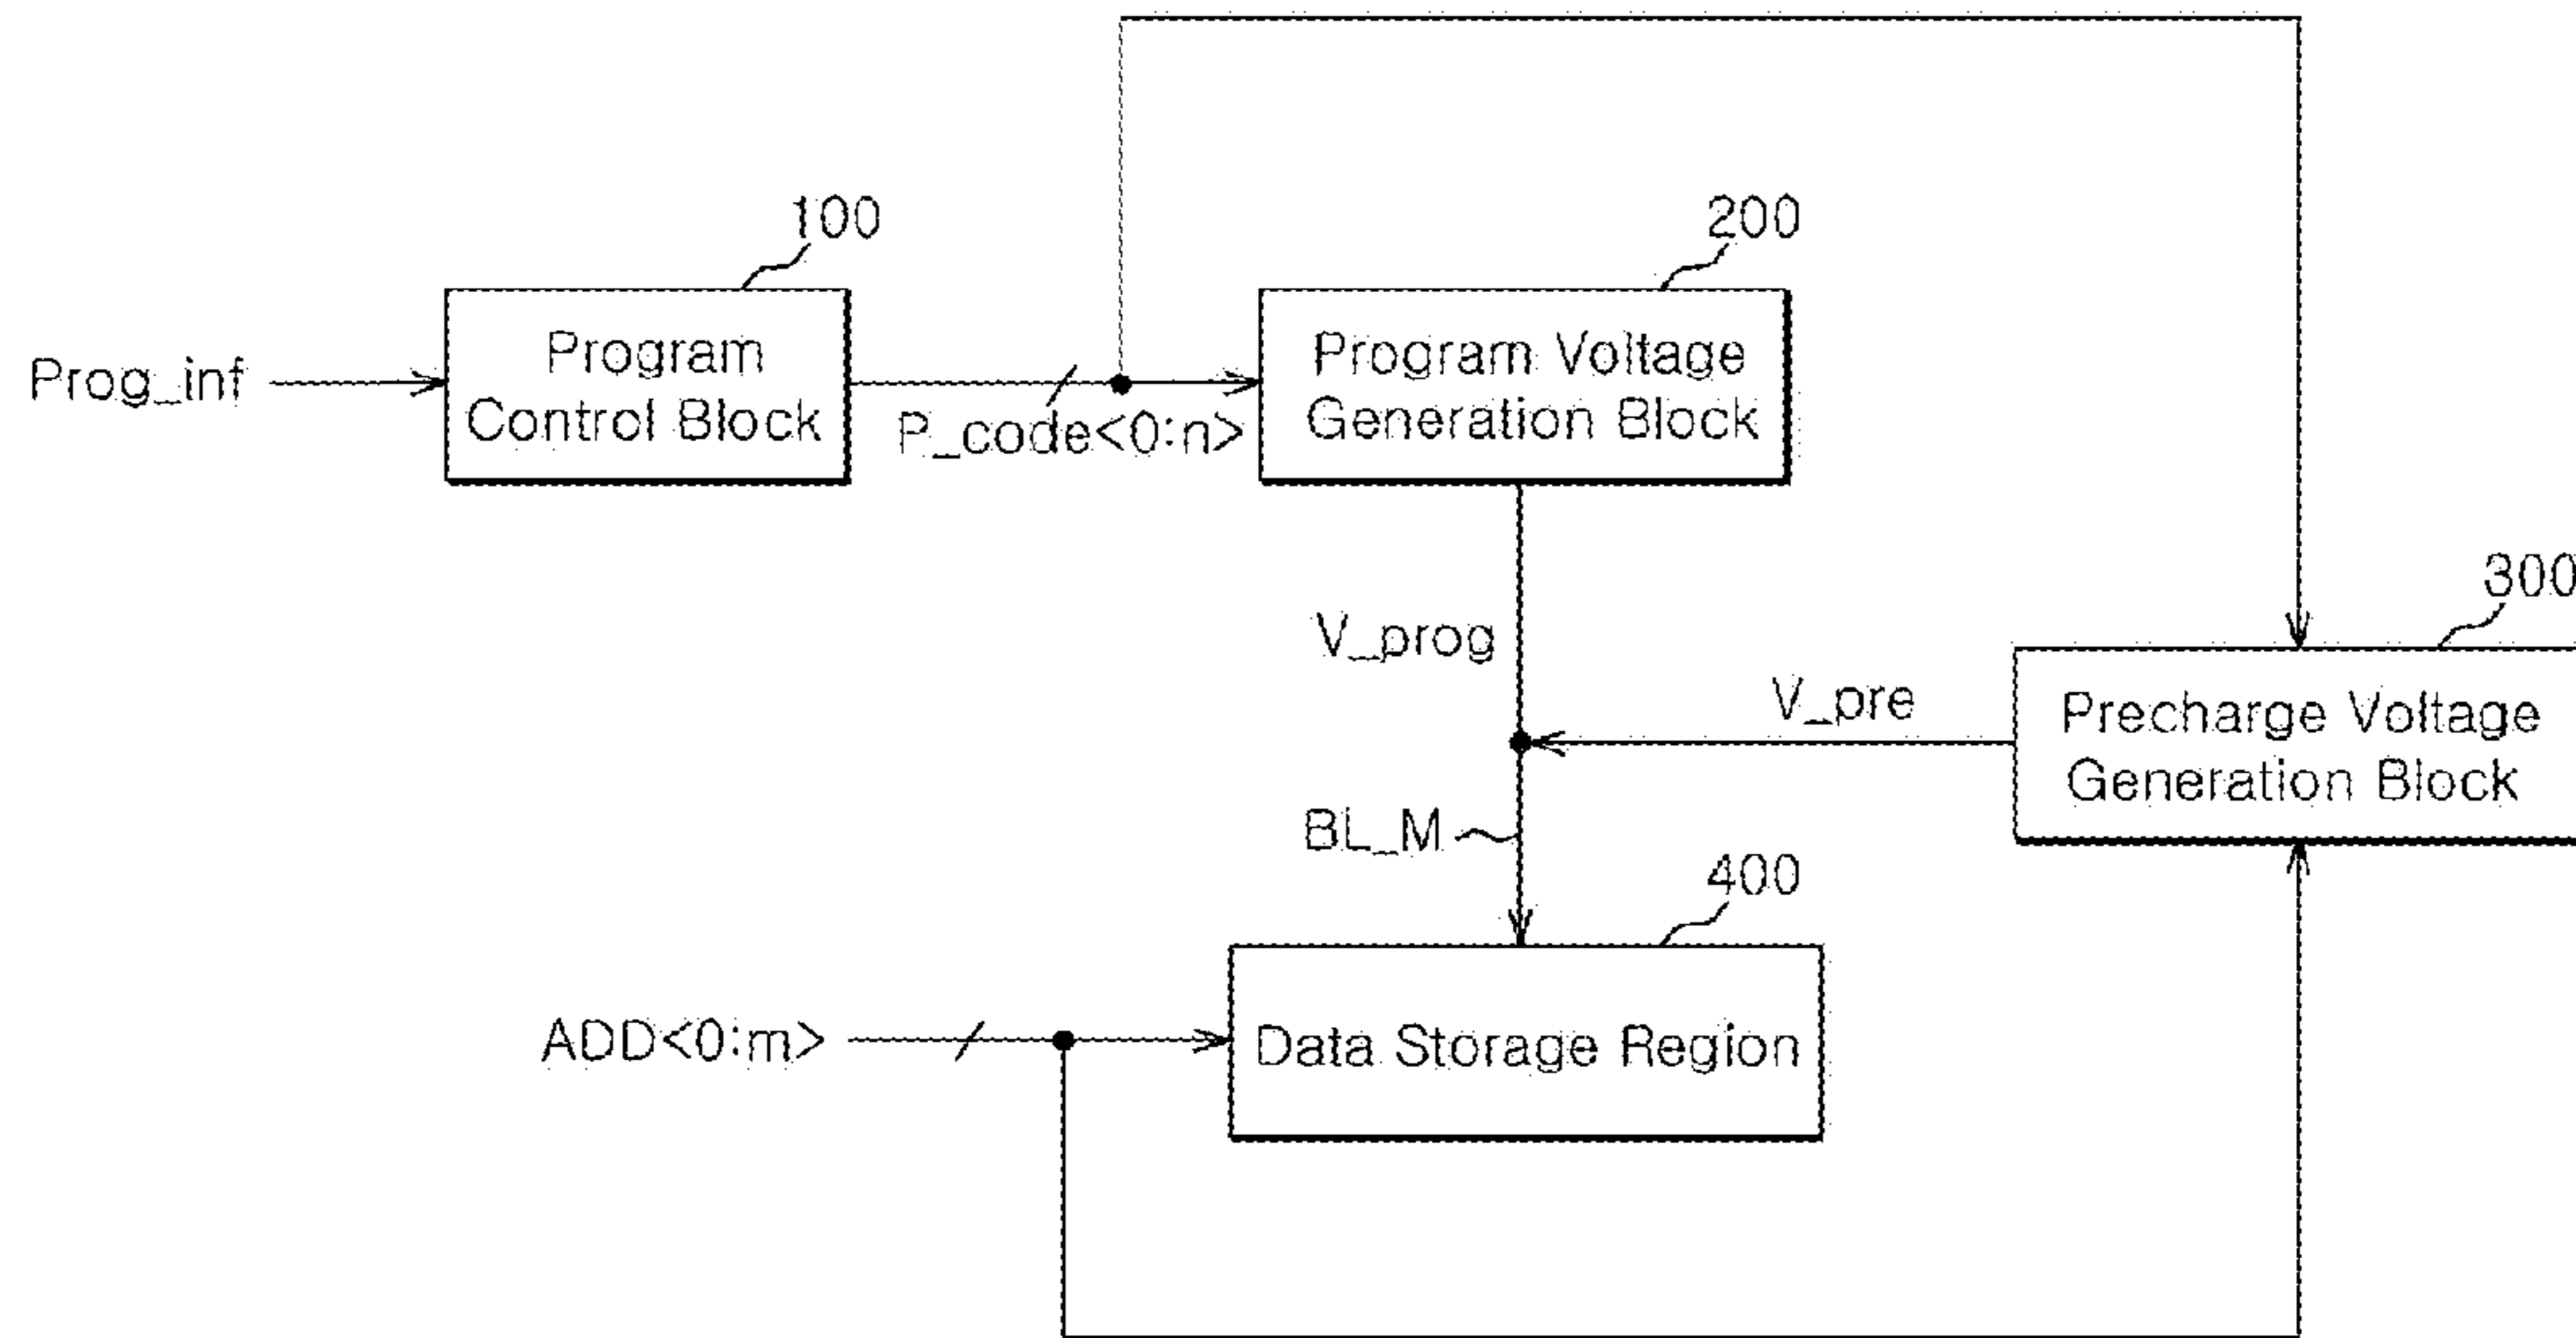 100
200
Prog_inf
Program
Control Block
P_code<0:n>
Program Voltage
Generation Block
300
V_prog
V_pre
Precharge Voltage
Generation Block
BL_M
400
ADD<0:m>
Data Storage Region